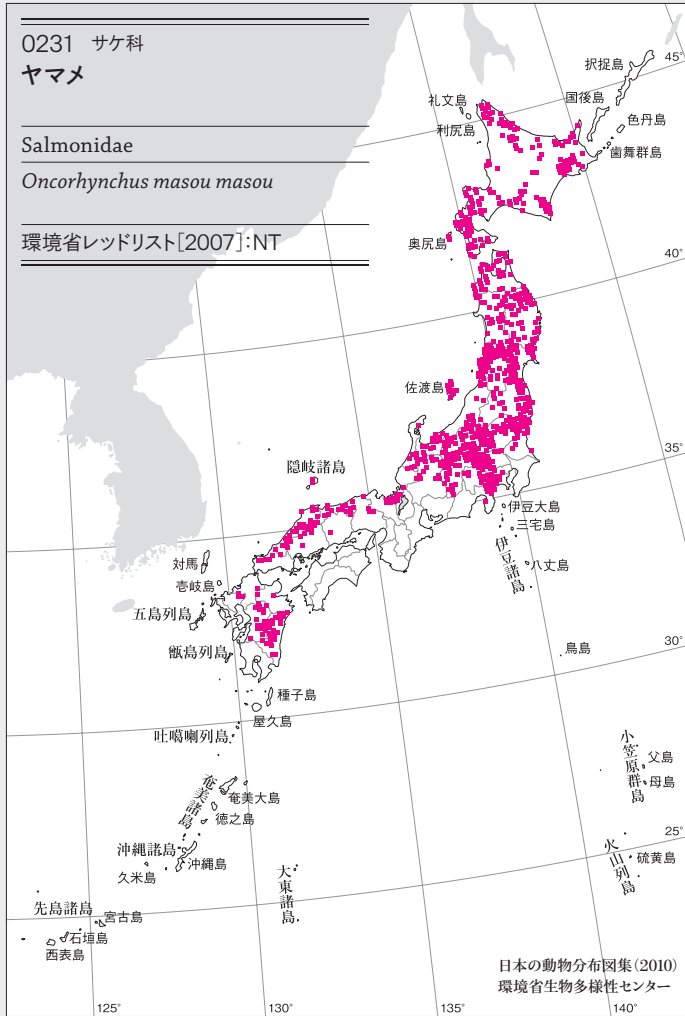 0231 サケ科
ヤマメ
Salmonidae
Oncorhynchus masou masou
環境省レッドリスト[2007]:NT
45°
択捉島
国後島
礼文島
色丹島
利尻島
歯舞群島
奥尻島
40°
佐渡島
35°
隠岐諸島
伊豆大島
三宅島
伊豆諸島
八丈島
対馬
壱岐島
五島列島
甑島列島
鳥島
30°
種子島
屋久島
吐噶喇列島
小笠原群島
父島
母島
奄美諸島
奄美大島
徳之島
25°
沖縄諸島
沖縄島
久米島
火山列島
硫黄島
大東諸島
先島諸島
宮古島
石垣島
西表島
日本の動物分布図集(2010)
環境省生物多様性センター
125°
130°
135°
140°